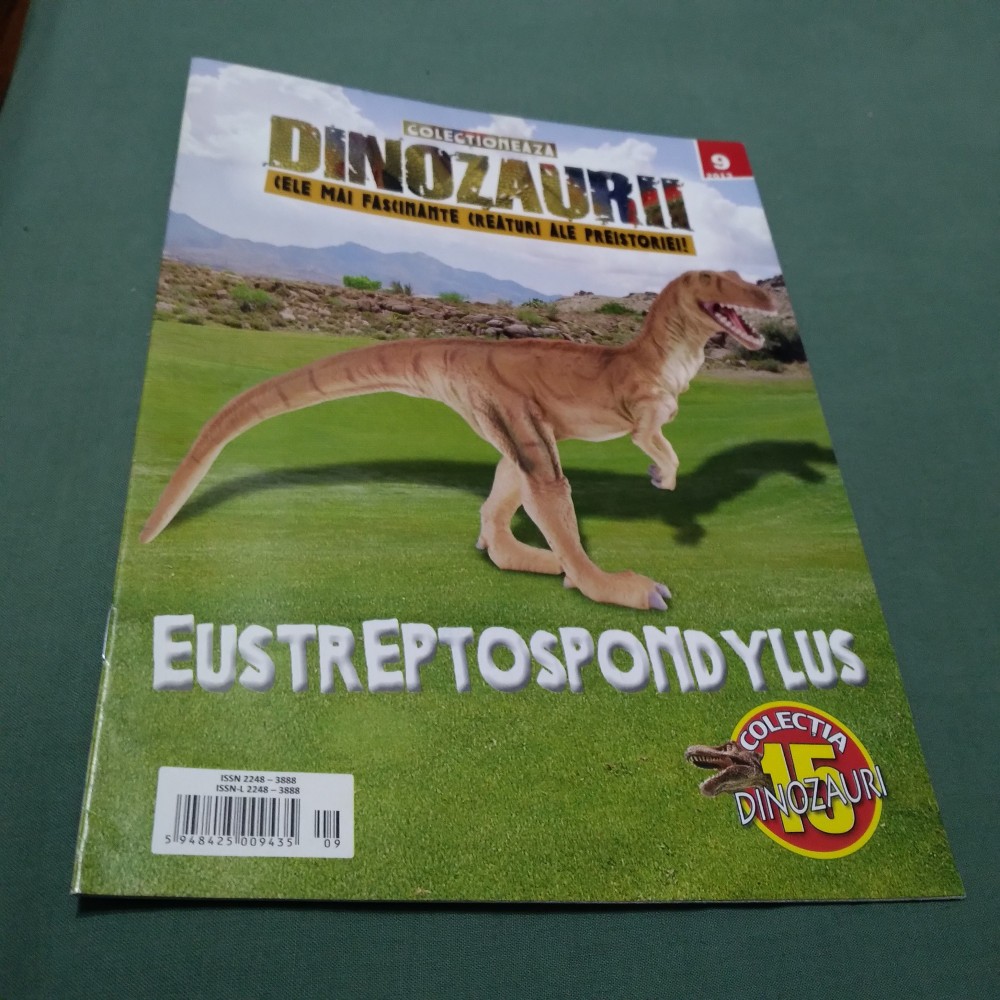 COLECȚIONEAZĂ
DINOZAURII
CELE MAI FASCINANTE CREATURI ALE PREISTORIEI!
9
EUSTREPTOSPONDYLUS
COLECȚIA
15
DINOZAURI
ISSN 2248 – 3888
ISSN-L 2248 – 3888
5 948425 009435 09